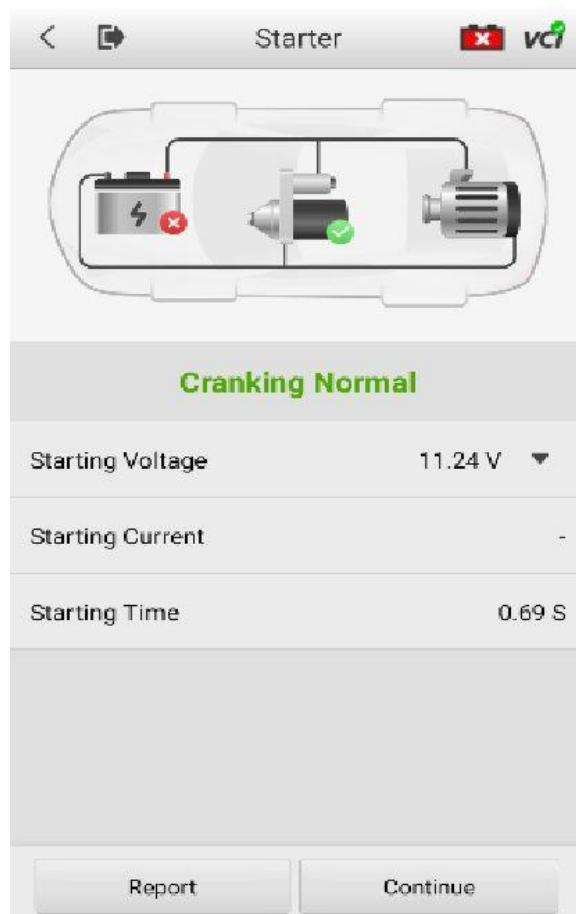 Starter
VCI
Cranking Normal
Starting Voltage 11.24 V
Starting Current -
Starting Time 0.69 S
Report Continue